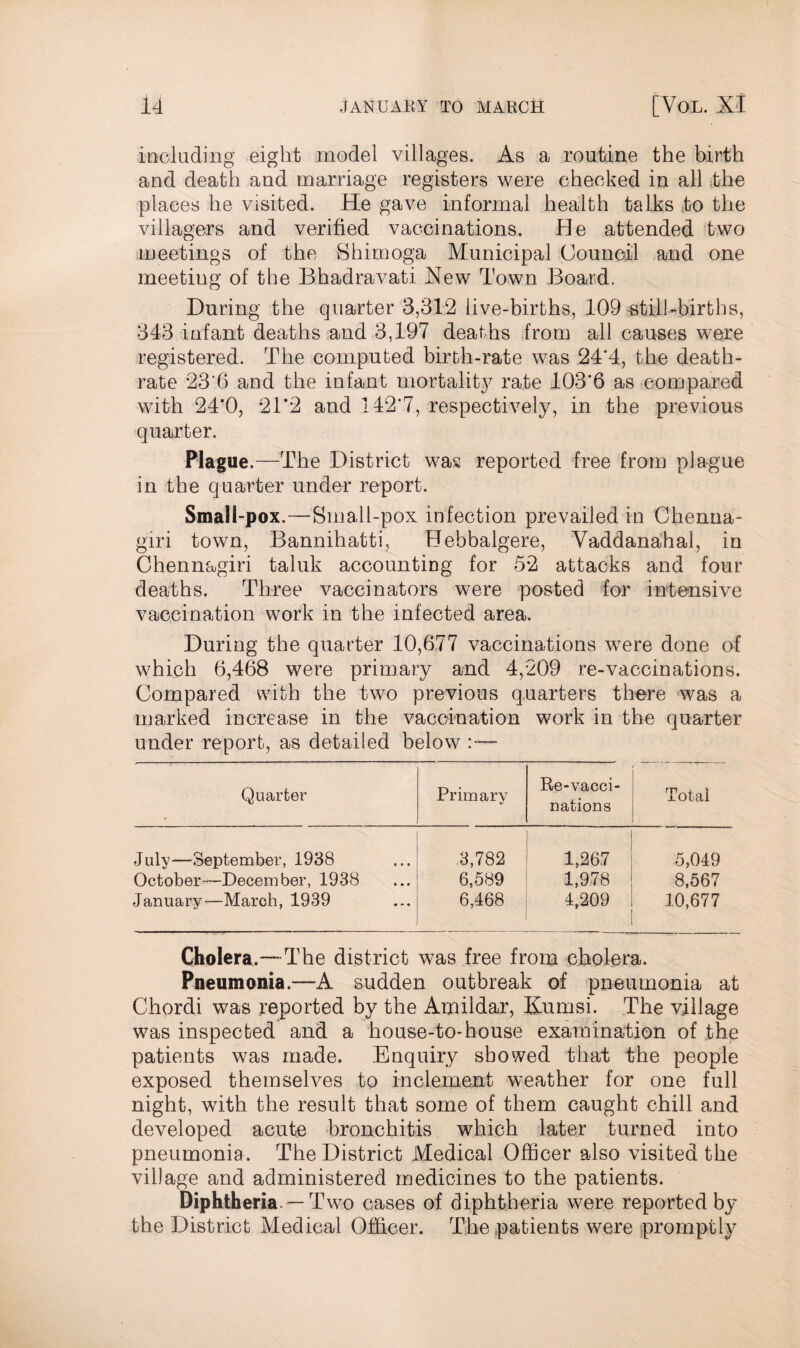 14 JANUARY TO MARCH [VOL. XI
including eight model villages. As a routine the birth
and death and marriage registers were checked in all the
places he visited. He gave informal health talks to the
villagers and verified vaccinations. He attended two
meetings of the Shimoga Municipal Council and one
meeting of the Bhadravati New Town Board.
During the quarter 3,312 live-births, 109 still-births,
343 infant deaths and 3,197 deaths from all causes were
registered. The computed birth-rate was 24·4, the death-
rate 23·6 and the infant mortality rate 103·6 as compared
with 24·0, 21·2 and 142·7, respectively, in the previous
quarter.
Plague.—The District was reported free from plague
in the quarter under report.
Small-pox.—Small-pox infection prevailed in Chenna-
giri town, Bannihatti, Hebbalgere, Vaddanahal, in
Chennagiri taluk accounting for 52 attacks and four
deaths. Three vaccinators were posted for intensive
vaccination work in the infected area.
During the quarter 10,677 vaccinations were done of
which 6,468 were primary and 4,209 re-vaccinations.
Compared with the two previous quarters there was a
marked increase in the vaccination work in the quarter
under report, as detailed below :—
Quarter Primary Re-vacci-nations Total
July—September, 1938 ... 3,782 1,267 5,049
October—December, 1938 ... 6,589 1,978 8,567
January—March, 1939 ... 6,468 4,209 10,677
Cholera.—The district was free from cholera.
Pneumonia.—A sudden outbreak of pneumonia at
Chordi was reported by the Amildar, Kumsi. The village
was inspected and a house-to-house examination of the
patients was made. Enquiry showed that the people
exposed themselves to inclement weather for one full
night, with the result that some of them caught chill and
developed acute bronchitis which later turned into
pneumonia. The District Medical Officer also visited the
village and administered medicines to the patients.
Diphtheria.—Two cases of diphtheria were reported by
the District Medical Officer. The patients were promptly